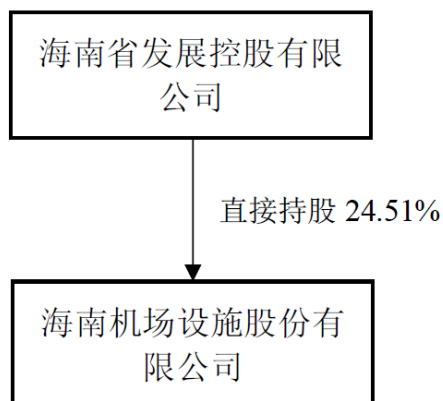 海南省发展控股有限
公司
直接持股 24.51%
海南机场设施股份有
限公司